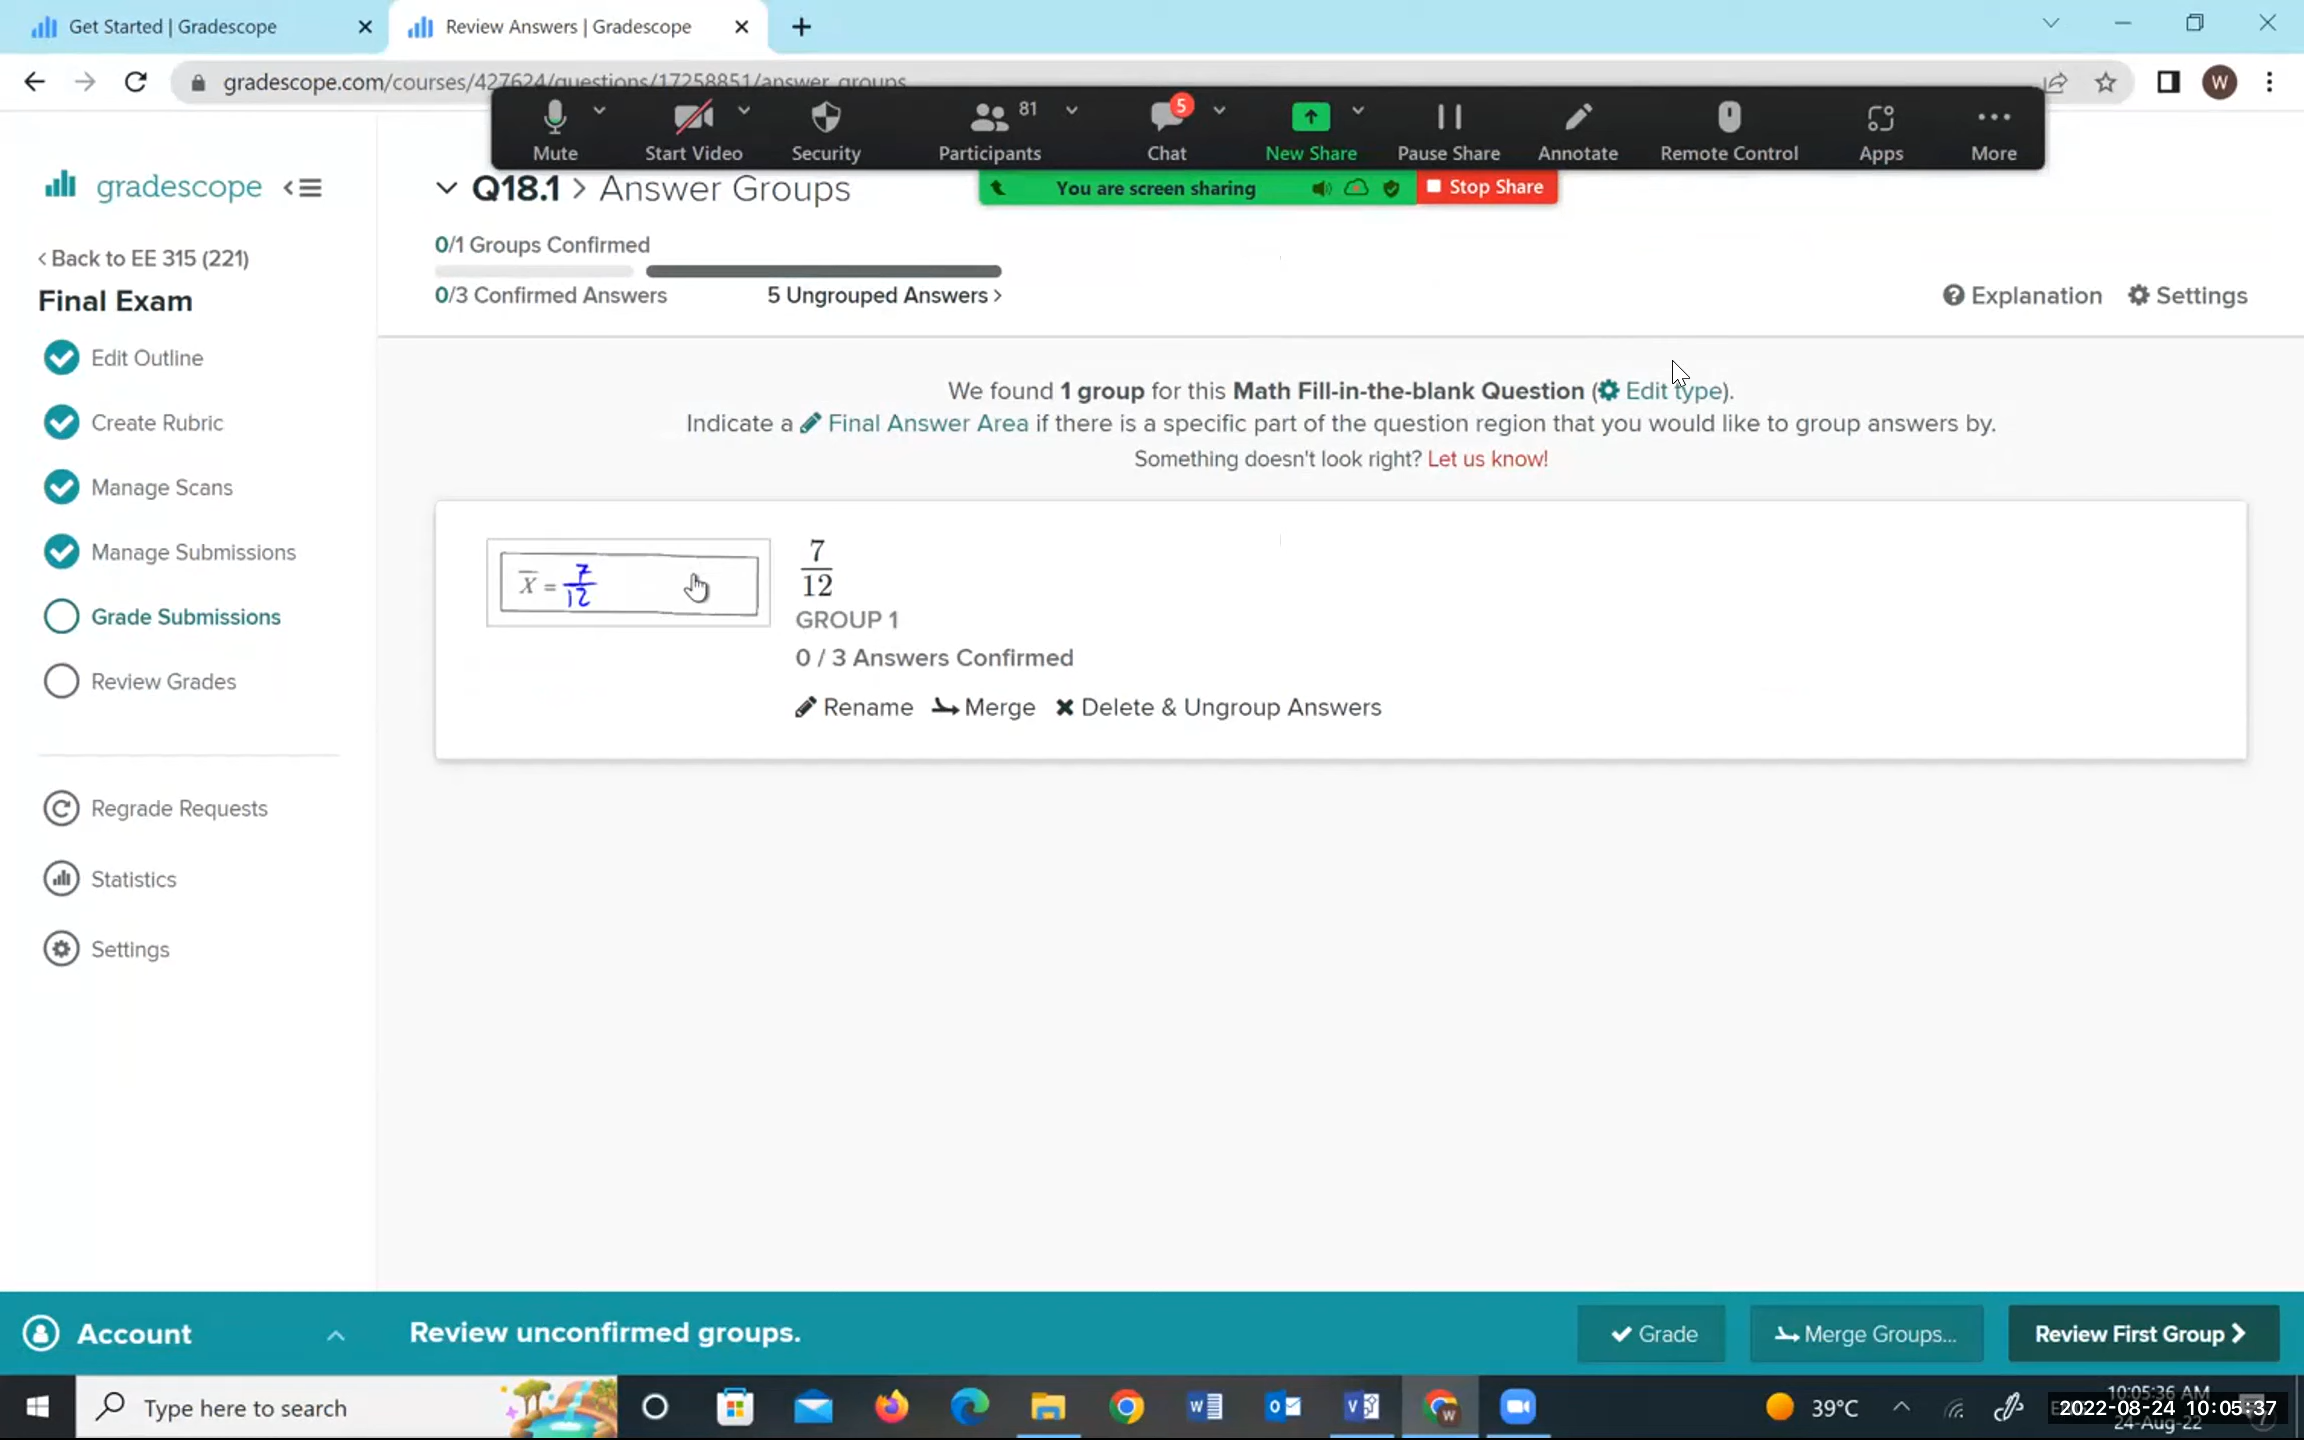 Get Started | Gradescope
Review Answers | Gradescope
gradescope.com/courses/427624/questions/17258851/answer_groups
W
Mute
Start Video
Security
Participants
81
Chat
5
New Share
Pause Share
Annotate
Remote Control
Apps
More
You are screen sharing
Stop Share
gradescope
Q18.1 > Answer Groups
< Back to EE 315 (221)
Final Exam
Edit Outline
Create Rubric
Manage Scans
Manage Submissions
Grade Submissions
Review Grades
Regrade Requests
Statistics
Settings
0/1 Groups Confirmed
0/3 Confirmed Answers
5 Ungrouped Answers >
Explanation
Settings
We found 1 group for this Math Fill-in-the-blank Question (Edit type).
Indicate a Final Answer Area if there is a specific part of the question region that you would like to group answers by.
Something doesn't look right? Let us know!
X̅ = 7/12
7
12
GROUP 1
0 / 3 Answers Confirmed
Rename
Merge
Delete & Ungroup Answers
Account
Review unconfirmed groups.
Grade
Merge Groups...
Review First Group >
Type here to search
39°C
10:05:36 AM
2022-08-24 10:05:37
24-Aug-22